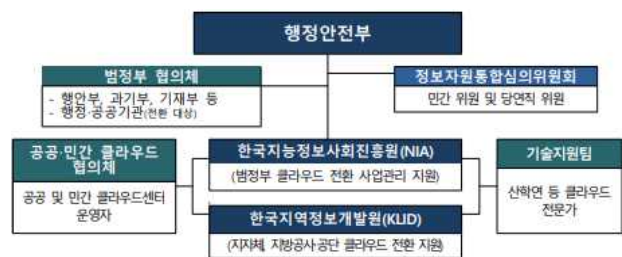 행정안전부
범정부 협의체
- 행안부, 과기부, 기재부 등
- 행정·공공기관(전환 대상)
정보자원통합심의위원회
민간 위원 및 당연직 위원
공공·민간 클라우드
협의체
공공 및 민간 클라우드센터
운영자
한국지능정보사회진흥원(NIA)
(범정부 클라우드 전환 사업관리 지원)
한국지역정보개발원(KLID)
(지자체, 지방공사·공단 클라우드 전환 지원)
기술지원팀
산학연 등 클라우드
전문가